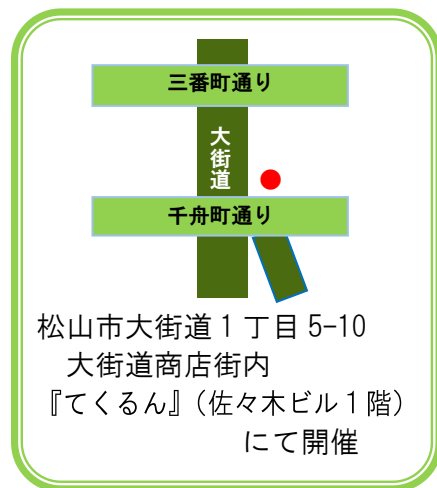 三番町通り
大街道
千舟町通り
松山市大街道1丁目5-10
大街道商店街内
『てくるん』(佐々木ビル1階)
にて開催